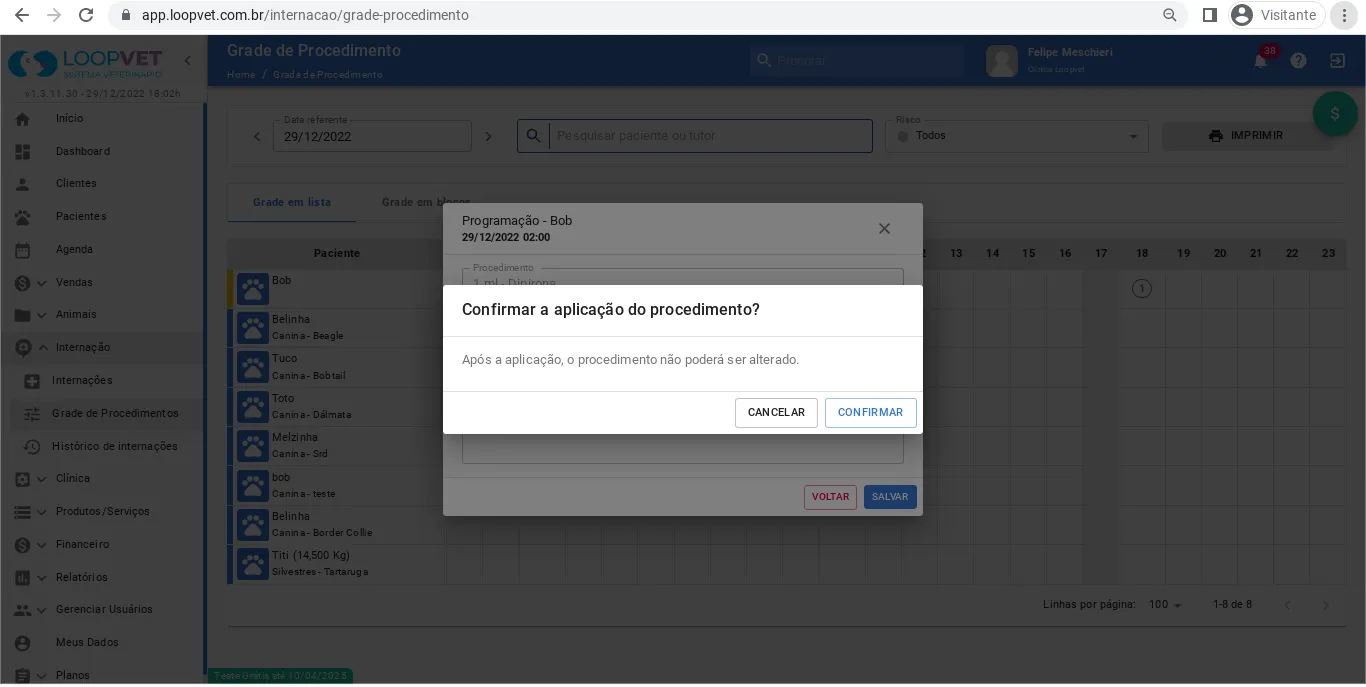 app.loopvet.com.br/internacao/grade-procedimento
Visitante
LOOPVET
SISTEMA VETERINÁRIO
v1.3.11.30 - 29/12/2022 18:02h
Grade de Procedimento
Home / Grade de Procedimento
Pesquisar
Felipe Meschieri
Clínica Loopvet
38
$
Início
Dashboard
Clientes
Pacientes
Agenda
Vendas
Animais
Internação
Internações
Grade de Procedimentos
Histórico de internações
Clínica
Produtos/Serviços
Financeiro
Relatórios
Gerenciar Usuários
Meus Dados
Planos
Data referente
29/12/2022
Pesquisar paciente ou tutor
Risco
Todos
IMPRIMIR
Grade em lista
Grade em blocos
Paciente
2 13 14 15 16 17 18 19 20 21 22 23
Bob
1
Belinha
Canina - Beagle
Tuco
Canina - Bobtail
Toto
Canina - Dálmata
Melzinha
Canina - Srd
bob
Canina - teste
Belinha
Canina - Border Collie
Titi (14,500 Kg)
Silvestres - Tartaruga
Programação - Bob
29/12/2022 02:00
Procedimento
1 ml - Dipirona
Confirmar a aplicação do procedimento?
Após a aplicação, o procedimento não poderá ser alterado.
CANCELAR
CONFIRMAR
VOLTAR
SALVAR
Linhas por página: 100
1-8 de 8
Teste Grátis até 10/04/2035